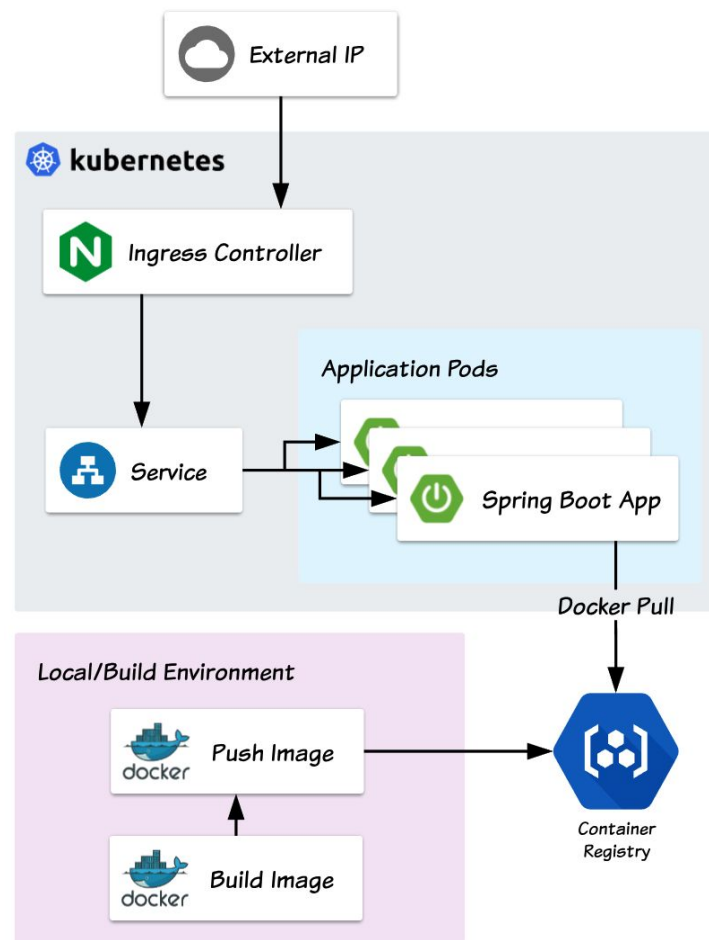 External IP
kubernetes
Ingress Controller
Application Pods
Service
Spring Boot App
Docker Pull
Local/Build Environment
docker
Push Image
docker
Build Image
Container
Registry